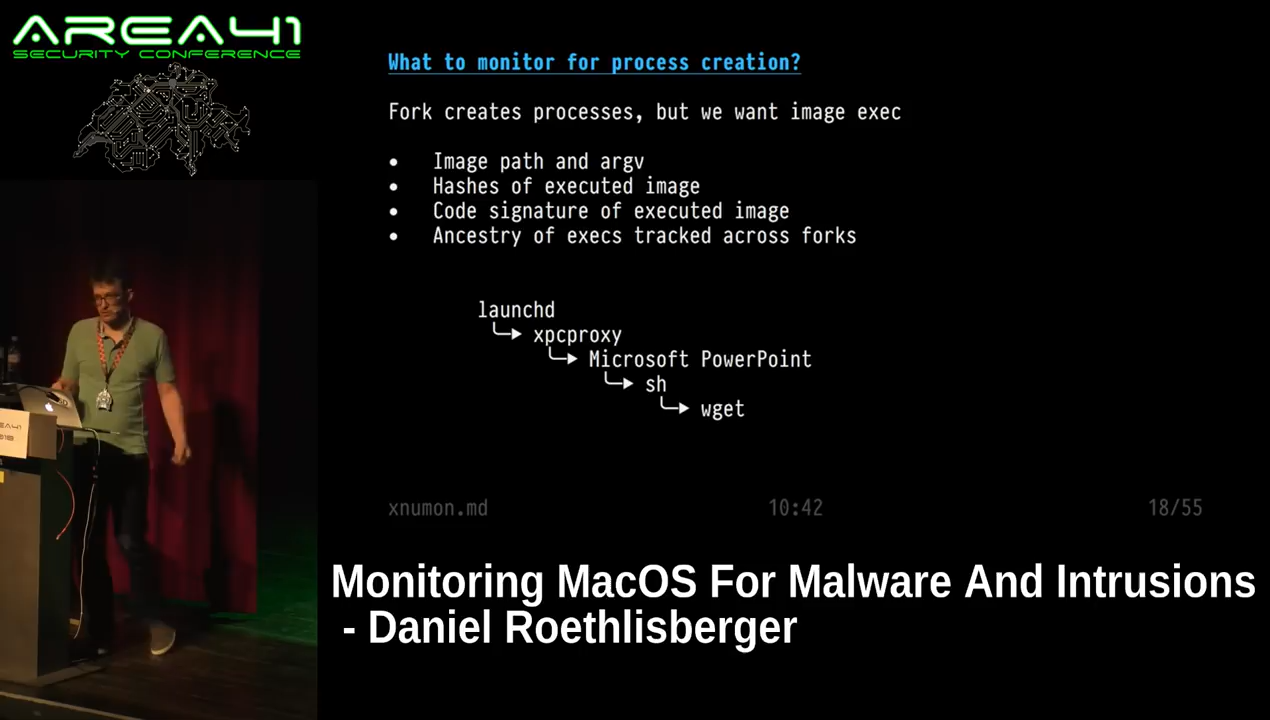 AREA41
SECURITY CONFERENCE
What to monitor for process creation?
Fork creates processes, but we want image exec
• Image path and argv
• Hashes of executed image
• Code signature of executed image
• Ancestry of execs tracked across forks
launchd
xpcproxy
Microsoft PowerPoint
sh
wget
xnumon.md 10:42 18/55
Monitoring MacOS For Malware And Intrusions
- Daniel Roethlisberger